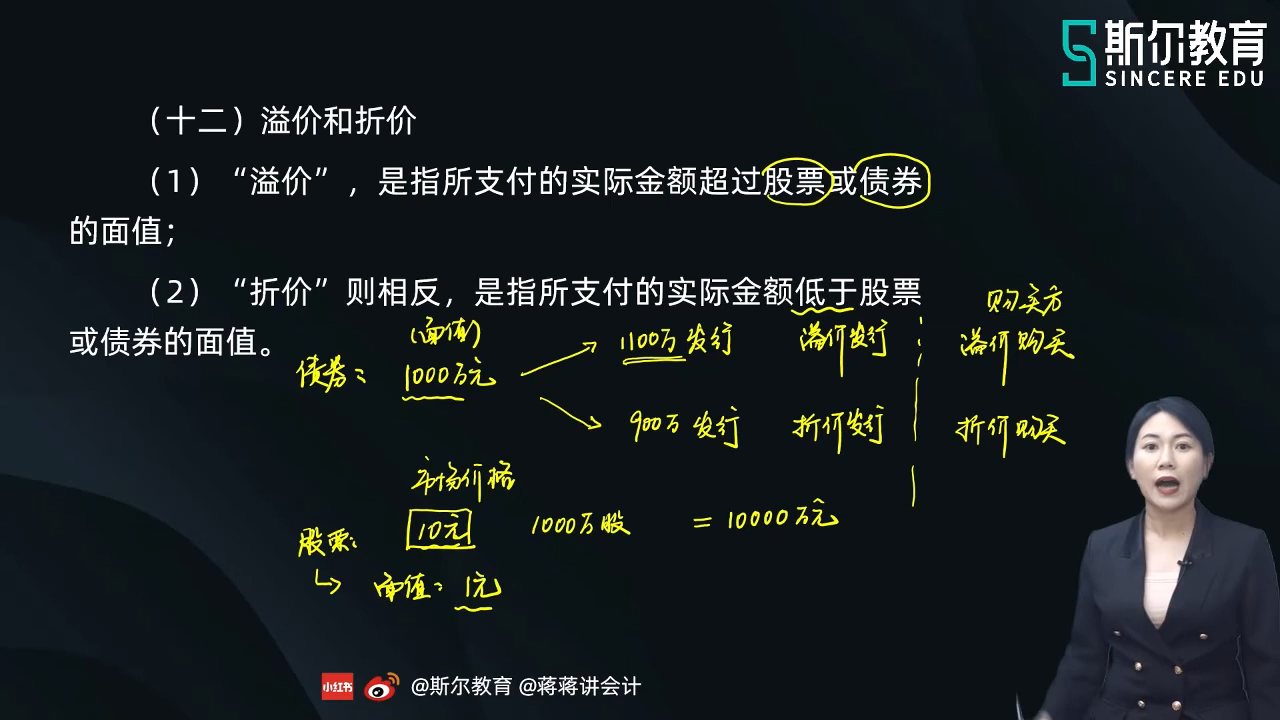 斯尔教育
SINCERE EDU
（十二）溢价和折价
（1）“溢价”，是指所支付的实际金额超过股票或债券
的面值；
（2）“折价”则相反，是指所支付的实际金额低于股票
或债券的面值。
购买方
(面值)
债券： 1000万元
1100万发行 溢价发行 溢价购买
900万发行 折价发行 折价购买
市场价格
股票： 10元 1000万股 = 10000万元
面值：1元
小红书 @斯尔教育 @蒋蒋讲会计